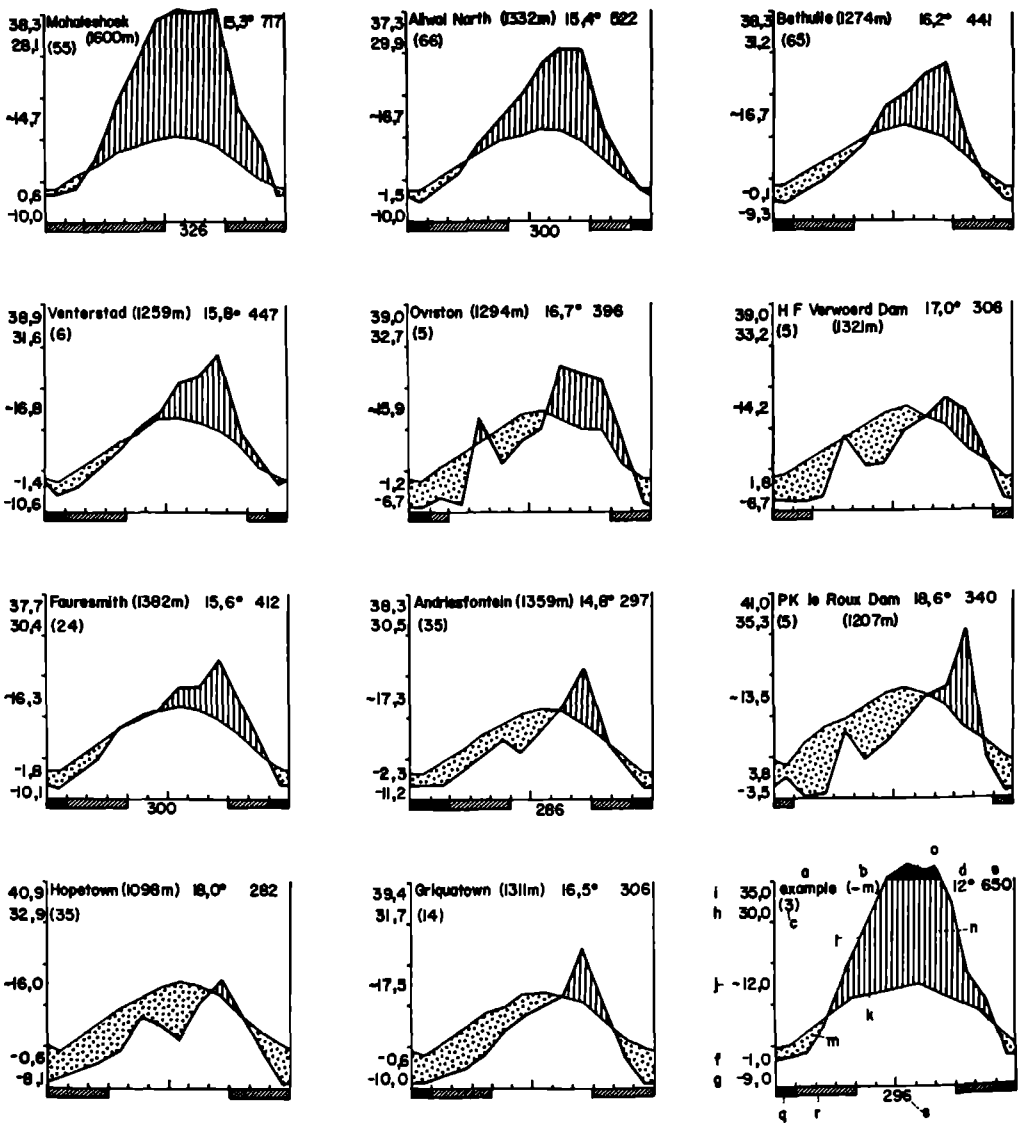 Mohaleshoek 15,3° 717
(1600m)
(55)
38,3
28,1
~14,7
0,6
-10,0
326
Aliwal North (1332m) 15,4° 522
(66)
37,3
29,9
~16,7
-1,5
-10,0
300
Bethulie (1274m) 16,2° 441
(65)
38,3
31,2
~16,7
-0,1
-9,3
Venterstad (1259m) 15,8° 447
(6)
38,9
31,6
~16,8
-1,4
-10,6
Oviston (1294m) 16,7° 396
(5)
39,0
32,7
~15,9
-1,2
-6,7
H F Verwoerd Dam 17,0° 306
(5) (1321m)
39,0
33,2
~14,2
1,8
-6,7
Fauresmith (1382m) 15,6° 412
(24)
37,7
30,4
~16,3
-1,8
-10,1
300
Andriesfontein (1359m) 14,8° 297
(35)
38,3
30,5
~17,3
-2,3
-11,2
286
PK le Roux Dam 18,6° 340
(5) (1207m)
41,0
35,3
~13,5
3,8
-3,5
Hopetown (1098m) 18,0° 282
(35)
40,9
32,9
~16,0
-0,6
-8,1
Griquatown (1311m) 16,5° 306
(14)
39,4
31,7
~17,5
-0,6
-10,0
o
a b d e
example (-m) 12° 650
(3)
c
i 35,0
h 30,0
n
j ~12,0
k
m
f -1,0
g -9,0
296 s
q r